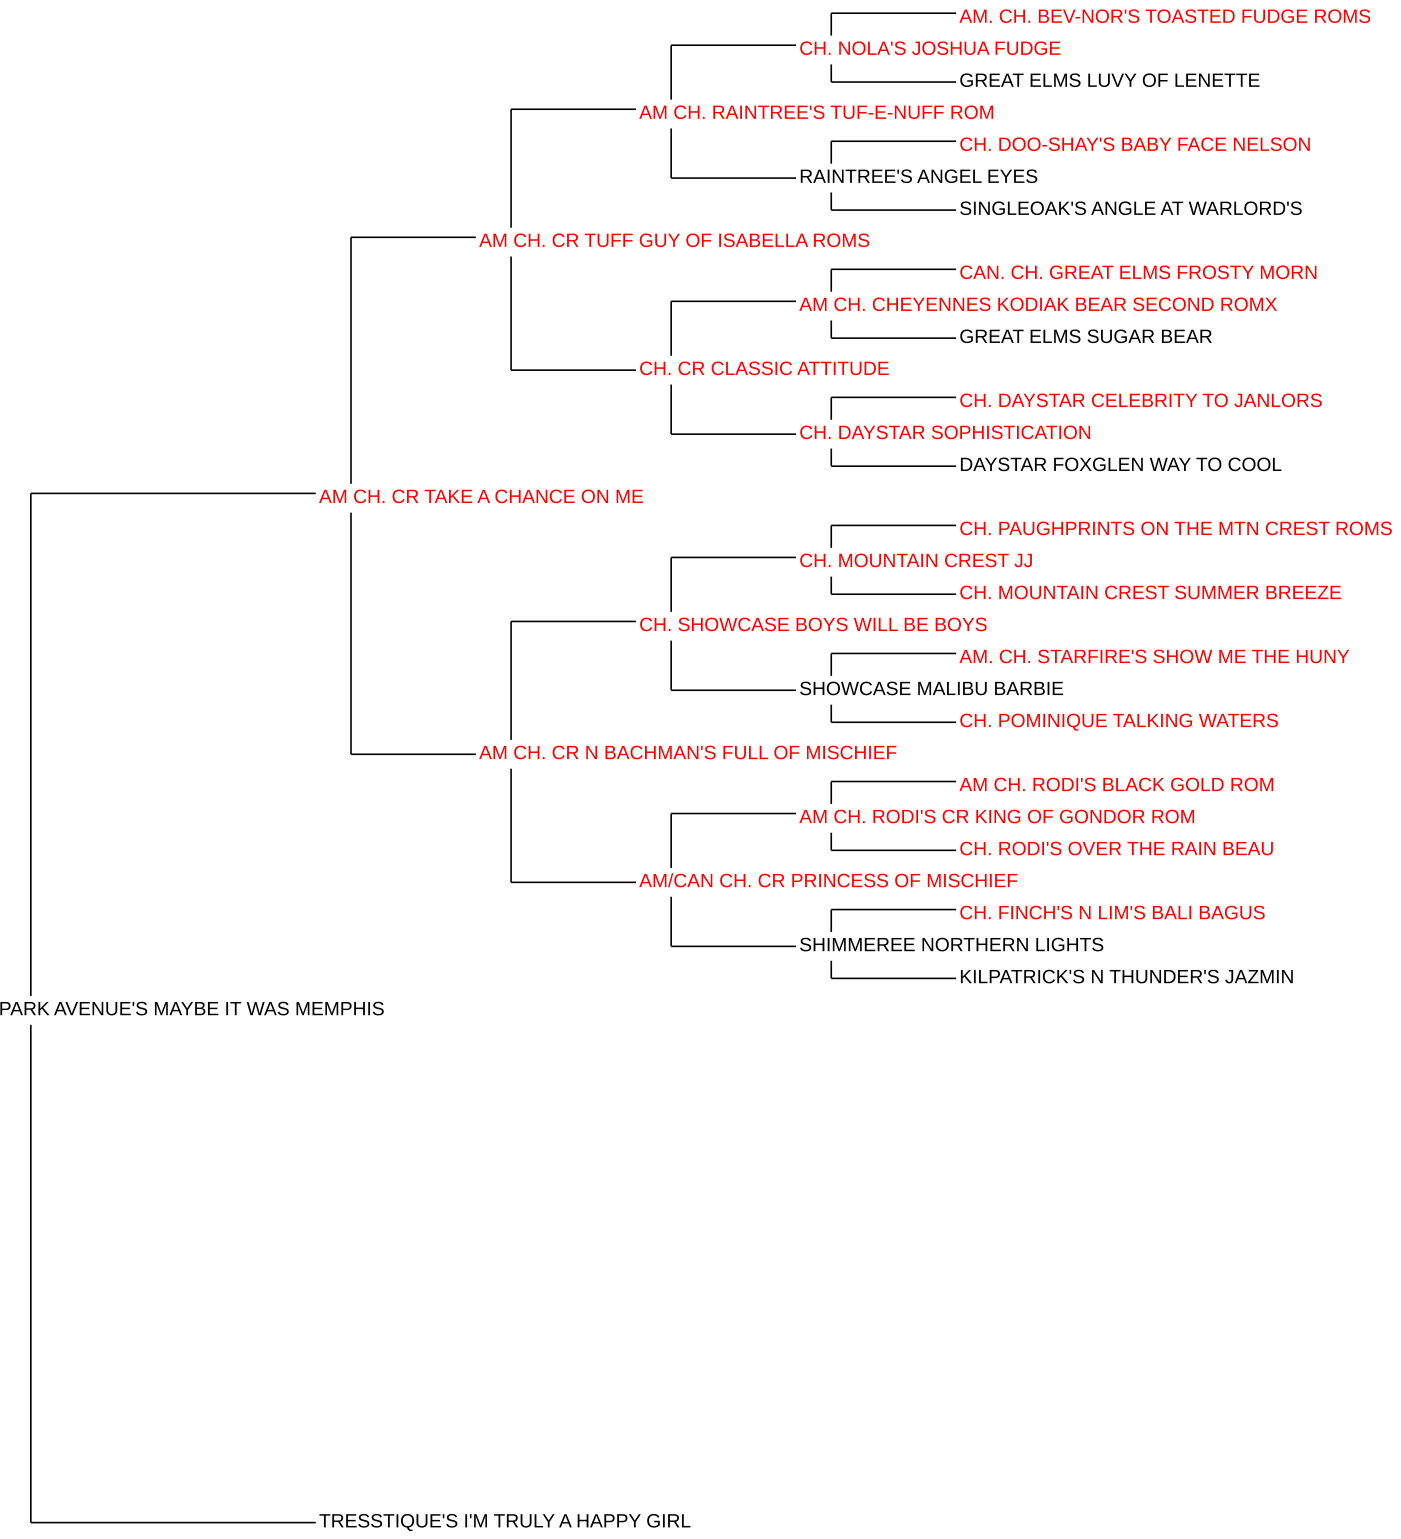 AM. CH. BEV-NOR'S TOASTED FUDGE ROMS
CH. NOLA'S JOSHUA FUDGE
GREAT ELMS LUVY OF LENETTE
AM CH. RAINTREE'S TUF-E-NUFF ROM
CH. DOO-SHAY'S BABY FACE NELSON
RAINTREE'S ANGEL EYES
SINGLEOAK'S ANGLE AT WARLORD'S
AM CH. CR TUFF GUY OF ISABELLA ROMS
CAN. CH. GREAT ELMS FROSTY MORN
AM CH. CHEYENNES KODIAK BEAR SECOND ROMX
GREAT ELMS SUGAR BEAR
CH. CR CLASSIC ATTITUDE
CH. DAYSTAR CELEBRITY TO JANLORS
CH. DAYSTAR SOPHISTICATION
DAYSTAR FOXGLEN WAY TO COOL
AM CH. CR TAKE A CHANCE ON ME
CH. PAUGHPRINTS ON THE MTN CREST ROMS
CH. MOUNTAIN CREST JJ
CH. MOUNTAIN CREST SUMMER BREEZE
CH. SHOWCASE BOYS WILL BE BOYS
AM. CH. STARFIRE'S SHOW ME THE HUNY
SHOWCASE MALIBU BARBIE
CH. POMINIQUE TALKING WATERS
AM CH. CR N BACHMAN'S FULL OF MISCHIEF
AM CH. RODI'S BLACK GOLD ROM
AM CH. RODI'S CR KING OF GONDOR ROM
CH. RODI'S OVER THE RAIN BEAU
AM/CAN CH. CR PRINCESS OF MISCHIEF
CH. FINCH'S N LIM'S BALI BAGUS
SHIMMEREE NORTHERN LIGHTS
KILPATRICK'S N THUNDER'S JAZMIN
PARK AVENUE'S MAYBE IT WAS MEMPHIS
TRESSTIQUE'S I'M TRULY A HAPPY GIRL